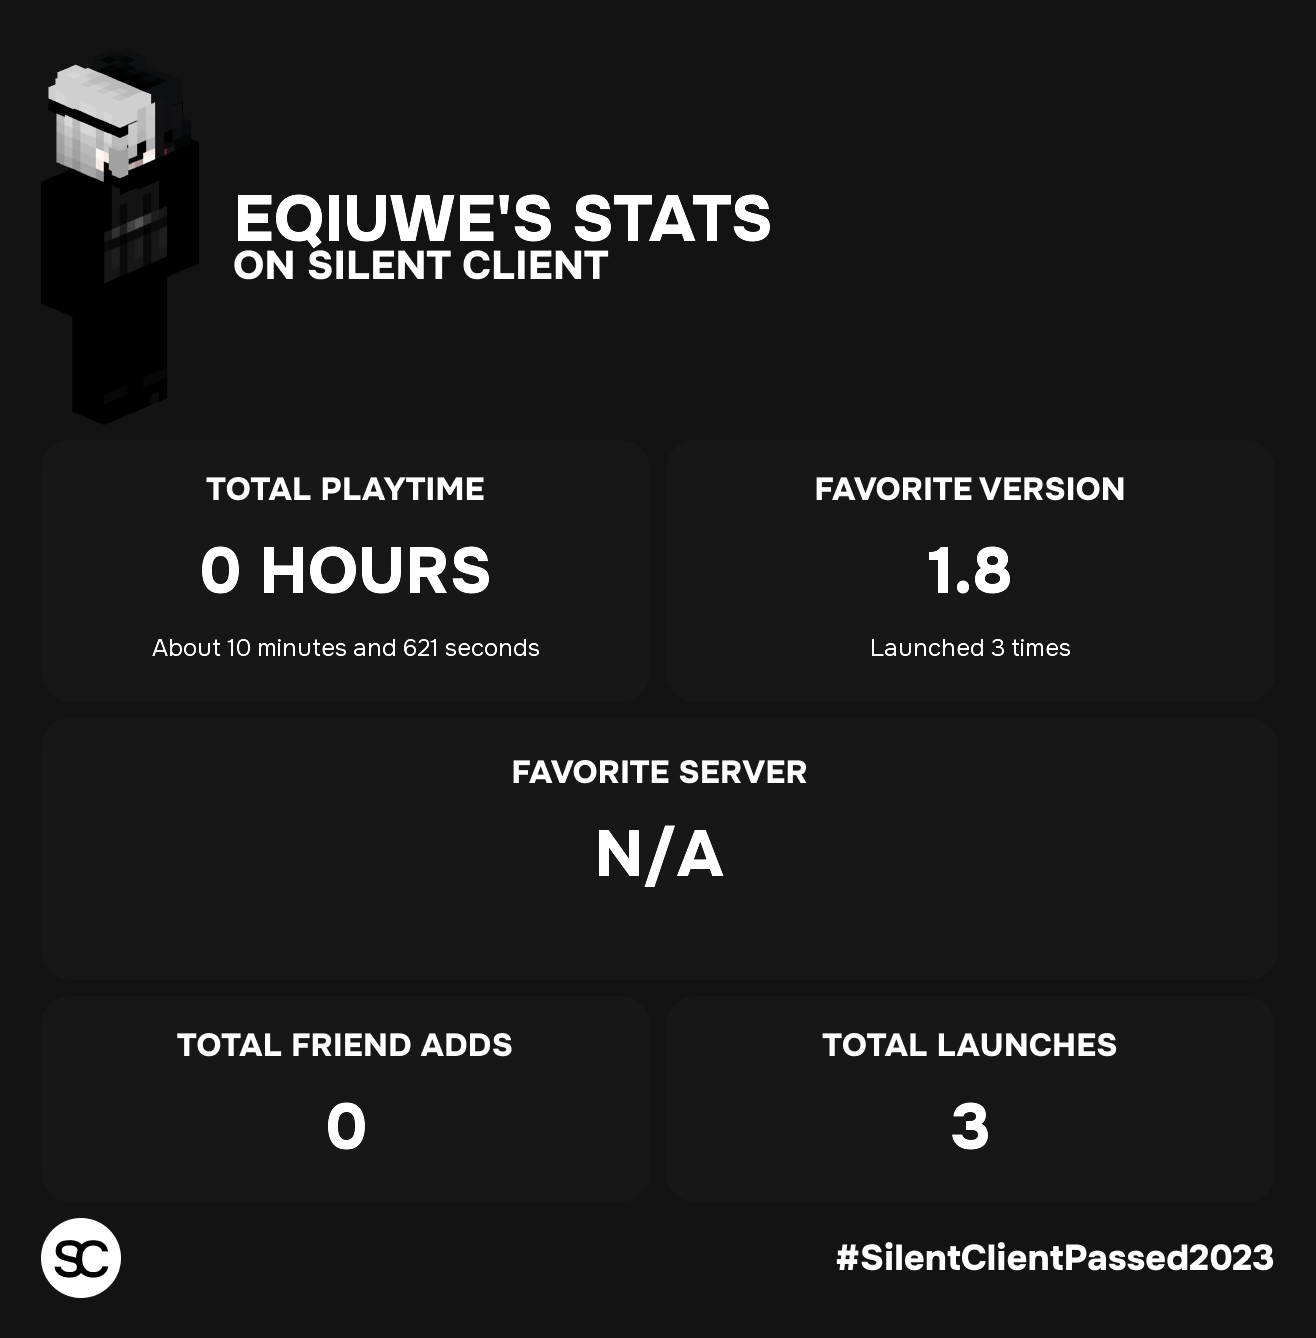 EQIUWE'S STATS
ON SILENT CLIENT
TOTAL PLAYTIME
0 HOURS
About 10 minutes and 621 seconds
FAVORITE VERSION
1.8
Launched 3 times
FAVORITE SERVER
N/A
TOTAL FRIEND ADDS
0
TOTAL LAUNCHES
3
SC
#SilentClientPassed2023